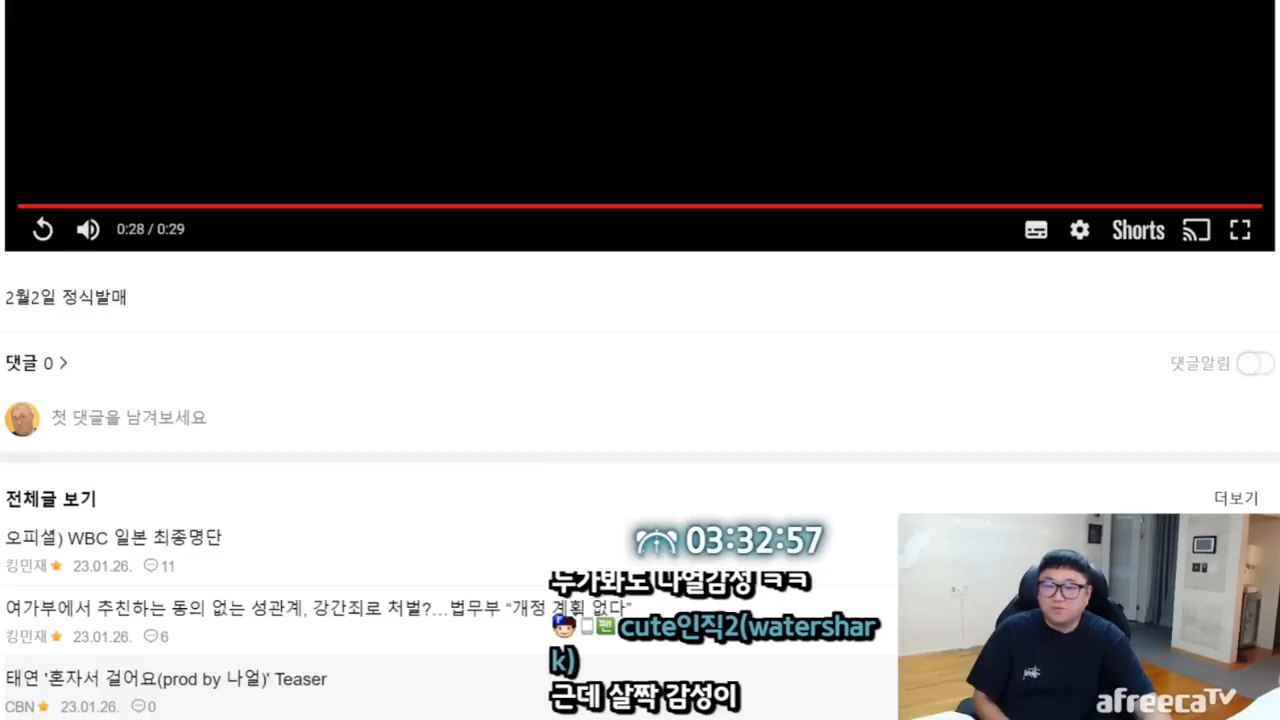 0:28 / 0:29
Shorts
2월2일 정식발매
댓글 0
댓글알림
첫 댓글을 남겨보세요
전체글 보기
더보기
오피셜) WBC 일본 최종명단
킹민재 23.01.26. 11
여가부에서 추친하는 동의 없는 성관계, 강간죄로 처벌?...법무부 “개정 계획 없다”
킹민재 23.01.26. 6
태연 '혼자서 걸어요(prod by 나얼)' Teaser
CBN 23.01.26. 0
03:32:57
누가봐도 나얼감성 ㅋㅋ
cute인직2(watershar
k)
근데 살짝 감성이
afreecaTV